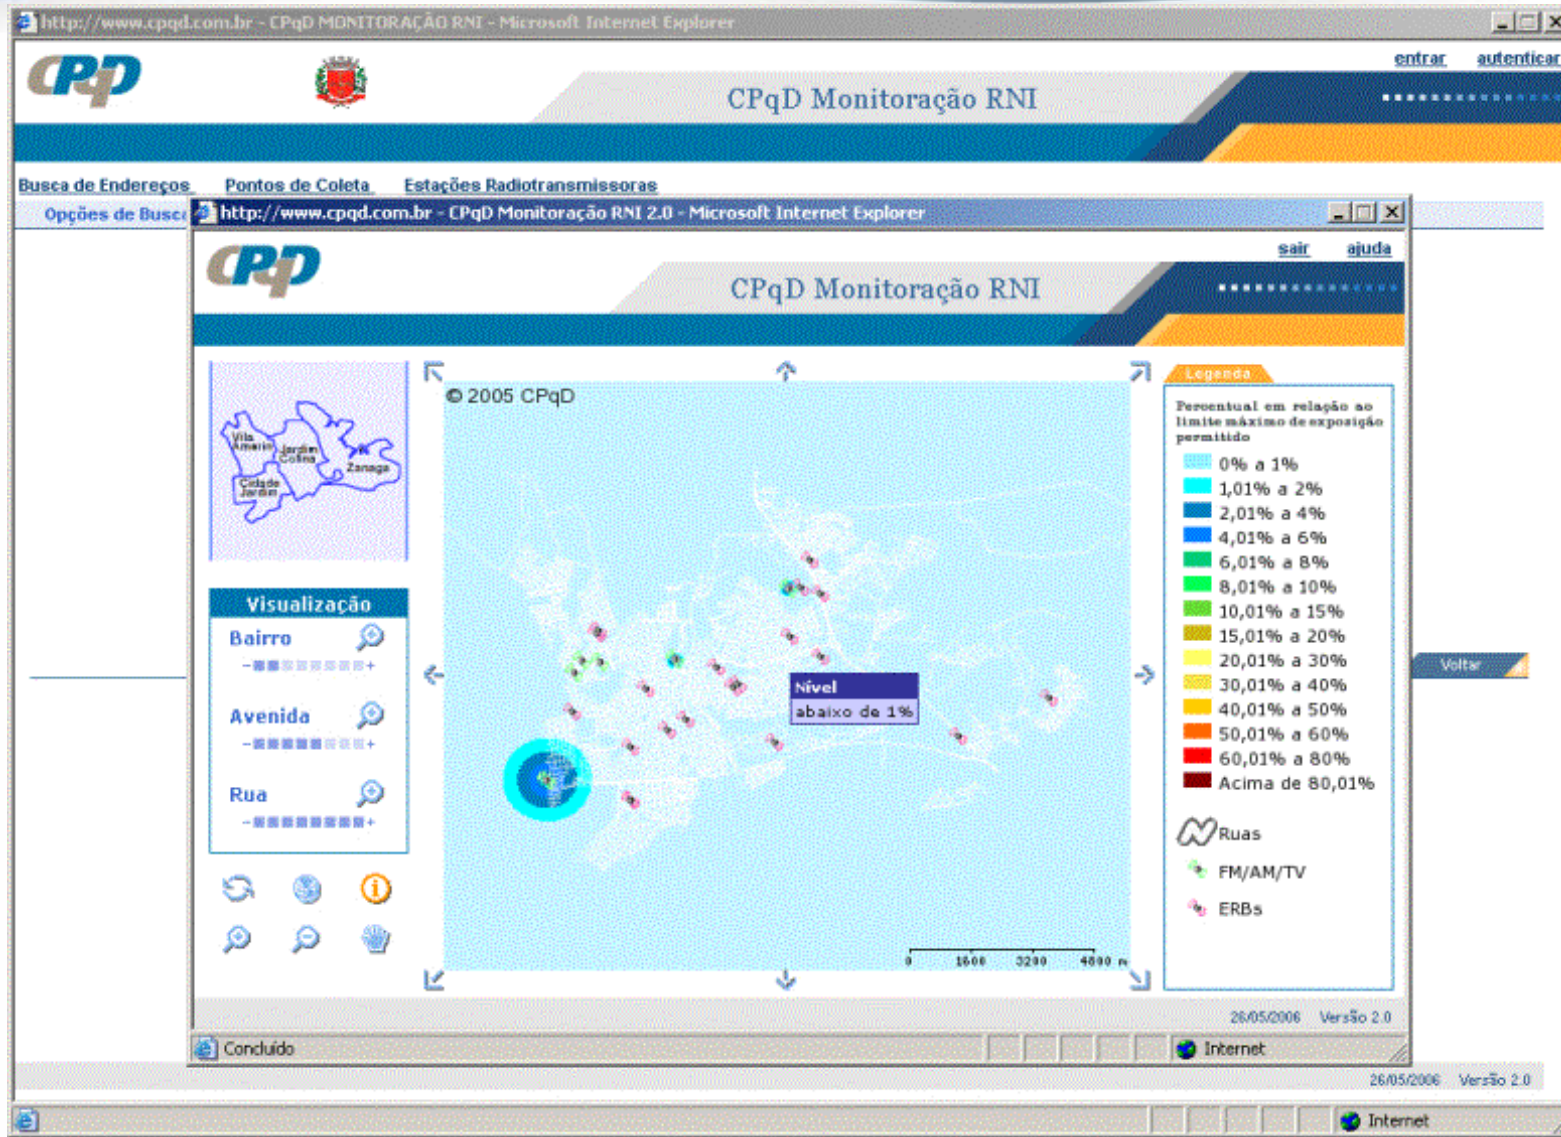 http://www.cpqd.com.br - CPqD MONITORAÇÃO RNI - Microsoft Internet Explorer
CPqD
entrar autenticar
CPqD Monitoração RNI
Busca de Endereços Pontos de Coleta Estações Radiotransmissoras
Opções de Busca
http://www.cpqd.com.br - CPqD Monitoração RNI 2.0 - Microsoft Internet Explorer
CPqD
sair ajuda
CPqD Monitoração RNI
© 2005 CPqD
Vila
Amorim
Jardim
Colina
Zanaga
Cidade
Jardim
Visualização
Bairro
- +
Avenida
- +
Rua
- +
Nível
abaixo de 1%
0 1600 3200 4800 m
Legenda
Percentual em relação ao
limite máximo de exposição
permitido
0% a 1%
1,01% a 2%
2,01% a 4%
4,01% a 6%
6,01% a 8%
8,01% a 10%
10,01% a 15%
15,01% a 20%
20,01% a 30%
30,01% a 40%
40,01% a 50%
50,01% a 60%
60,01% a 80%
Acima de 80,01%
Ruas
FM/AM/TV
ERBs
Voltar
26/05/2006 Versão 2.0
Concluído
Internet
26/05/2006 Versão 2.0
Internet